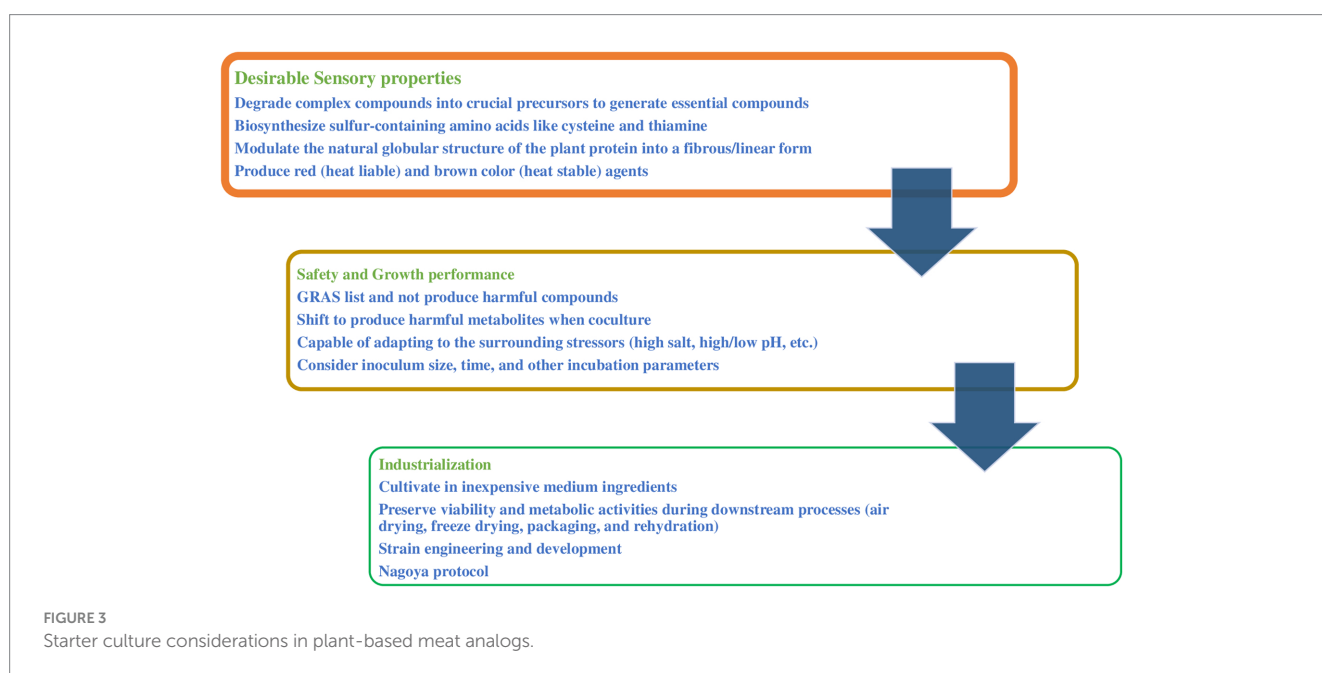 Desirable Sensory properties
Degrade complex compounds into crucial precursors to generate essential compounds
Biosynthesize sulfur-containing amino acids like cysteine and thiamine
Modulate the natural globular structure of the plant protein into a fibrous/linear form
Produce red (heat liable) and brown color (heat stable) agents
Safety and Growth performance
GRAS list and not produce harmful compounds
Shift to produce harmful metabolites when coculture
Capable of adapting to the surrounding stressors (high salt, high/low pH, etc.)
Consider inoculum size, time, and other incubation parameters
Industrialization
Cultivate in inexpensive medium ingredients
Preserve viability and metabolic activities during downstream processes (air
drying, freeze drying, packaging, and rehydration)
Strain engineering and development
Nagoya protocol
FIGURE 3
Starter culture considerations in plant-based meat analogs.